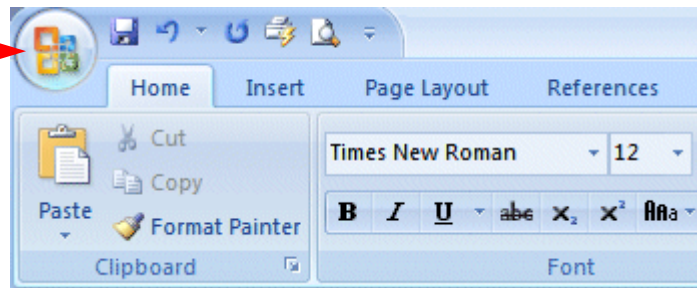 Home Insert Page Layout References
Cut
Times New Roman 12
Copy
Paste
B I U abc x₂ x² AAa
Format Painter
Clipboard Font